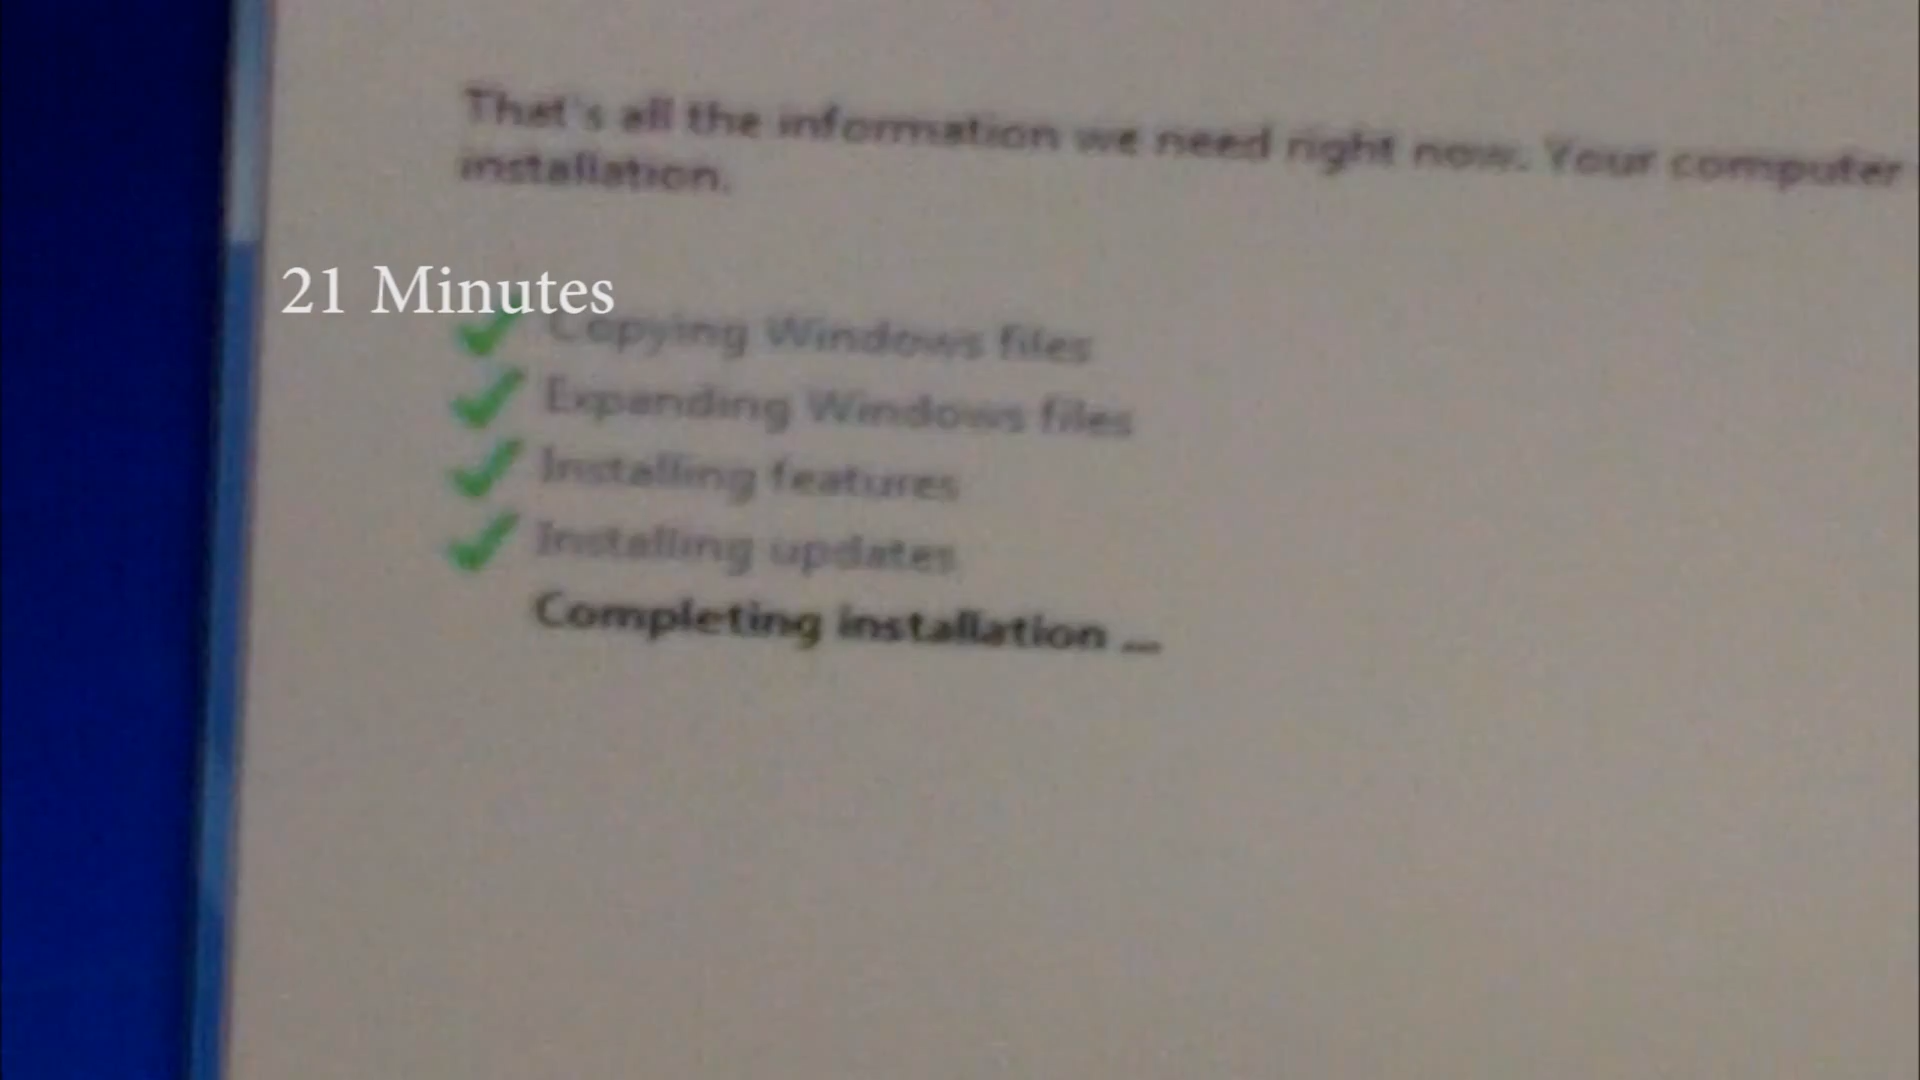 That's all the information we need right now. Your computer
installation.
21 Minutes
Copying Windows files
Expanding Windows files
Installing features
Installing updates
Completing installation ...